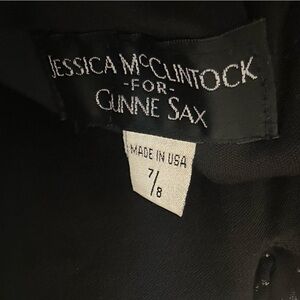 JESSICA McCLINTOCK
-FOR-
GUNNE SAX
MADE IN USA
7/8